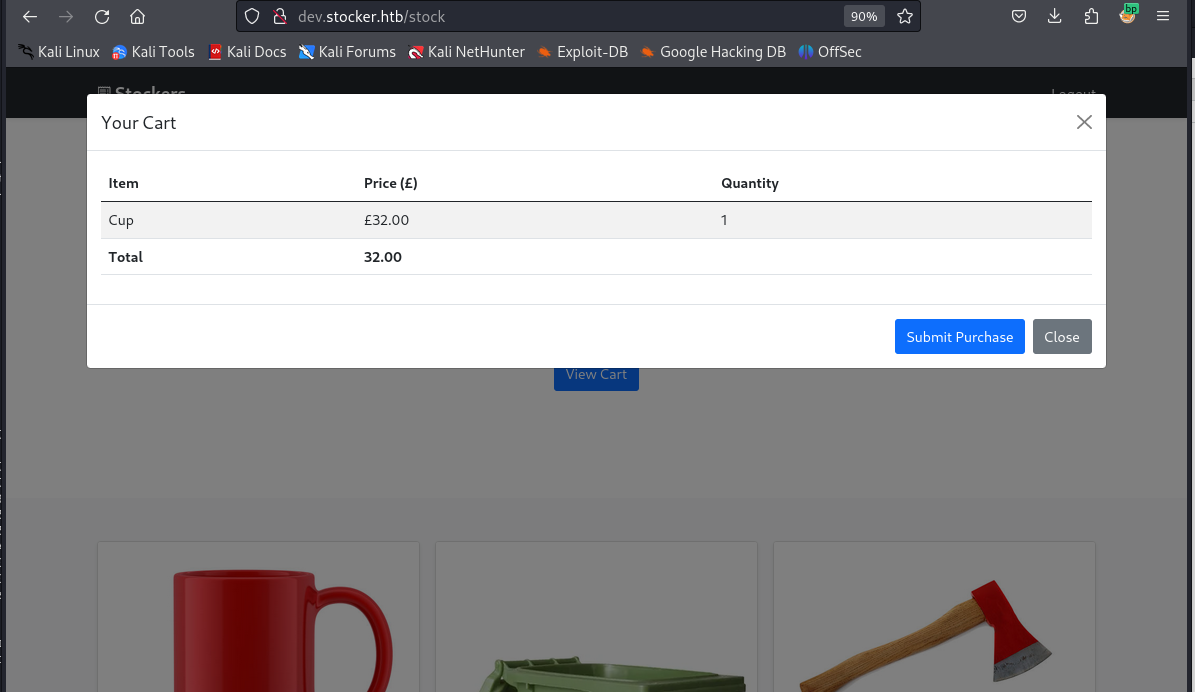 dev.stocker.htb/stock 90% bp
Kali Linux Kali Tools Kali Docs Kali Forums Kali NetHunter Exploit-DB Google Hacking DB OffSec
Stockers Logout
Your Cart
Item Price (£) Quantity
Cup £32.00 1
Total 32.00
Submit Purchase Close
View Cart